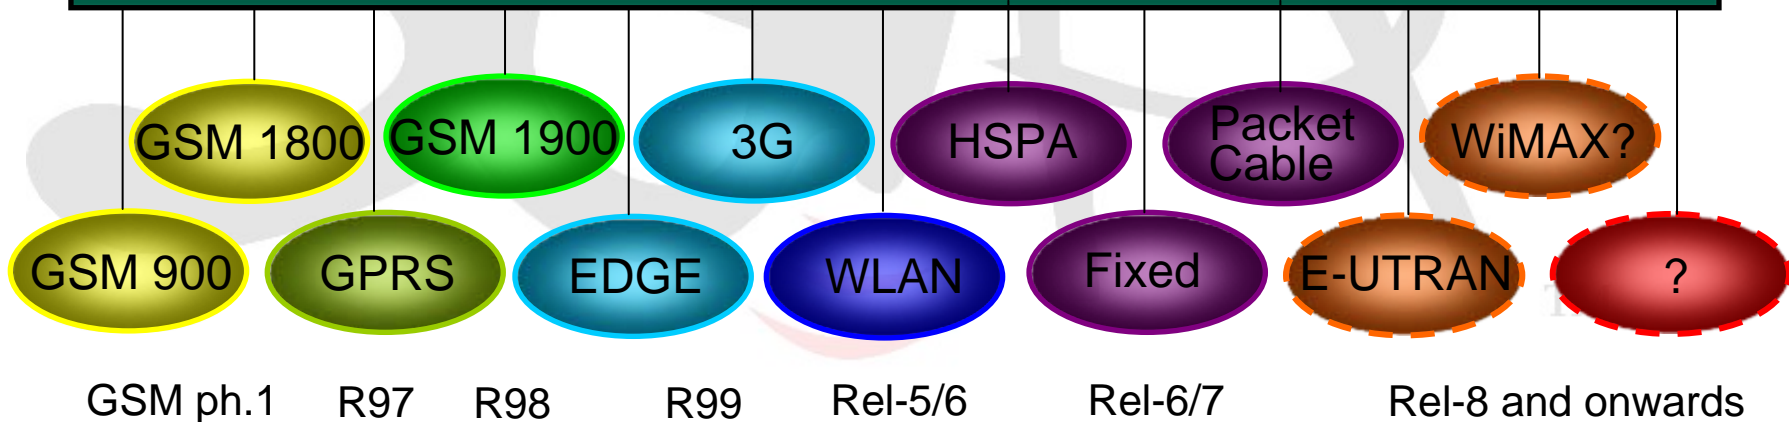 GSM 1800
GSM 1900
3G
HSPA
Packet
Cable
WiMAX?
GSM 900
GPRS
EDGE
WLAN
Fixed
E-UTRAN
?
GSM ph.1
R97
R98
R99
Rel-5/6
Rel-6/7
Rel-8 and onwards